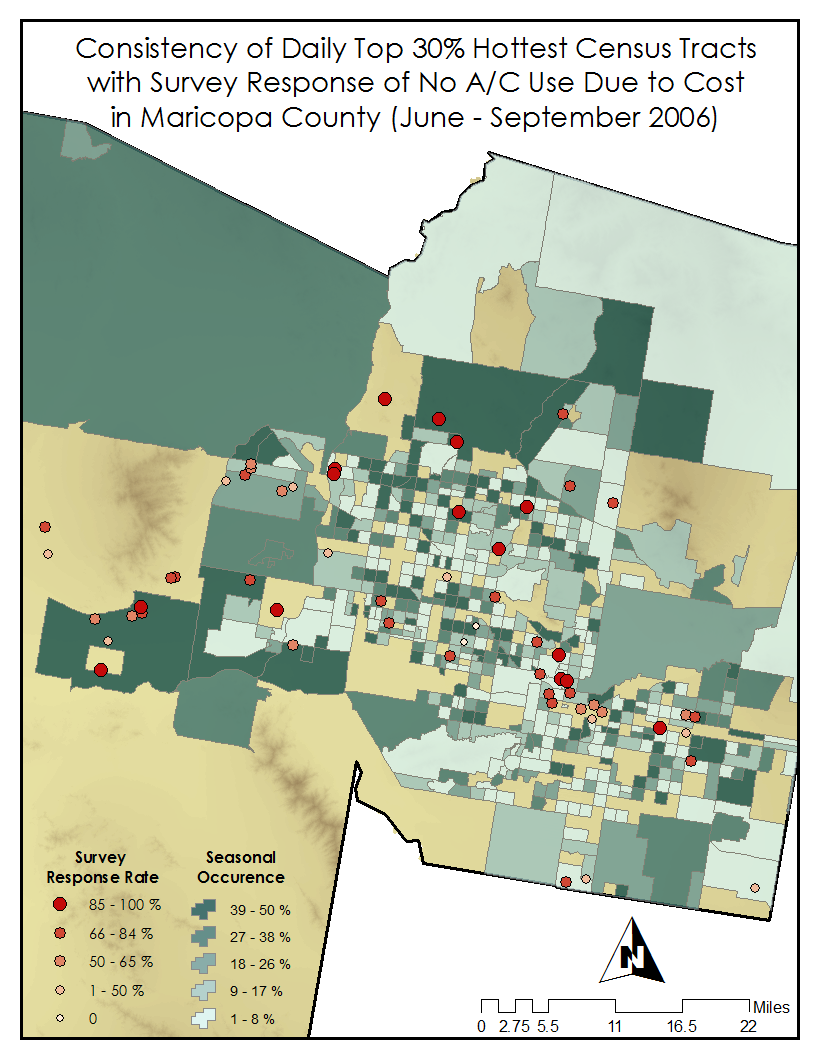 Consistency of Daily Top 30% Hottest Census Tracts
with Survey Response of No A/C Use Due to Cost
in Maricopa County (June - September 2006)
Survey
Response Rate
85 - 100 %
66 - 84 %
50 - 65 %
1 - 50 %
0
Seasonal
Occurence
39 - 50 %
27 - 38 %
18 - 26 %
9 - 17 %
1 - 8 %
N
Miles
0 2.75 5.5 11 16.5 22